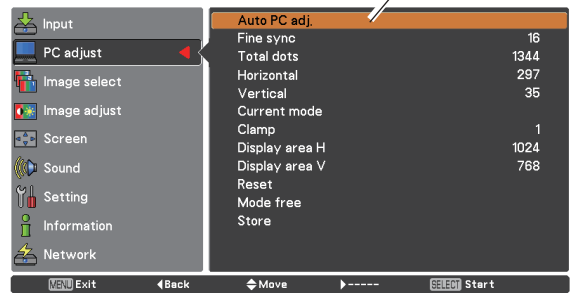 Input
PC adjust
Image select
Image adjust
Screen
Sound
Setting
Information
Network
Auto PC adj.
Fine sync 16
Total dots 1344
Horizontal 297
Vertical 35
Current mode
Clamp 1
Display area H 1024
Display area V 768
Reset
Mode free
Store
MENU Exit ◀Back ◆Move ▶----- SELECT Start